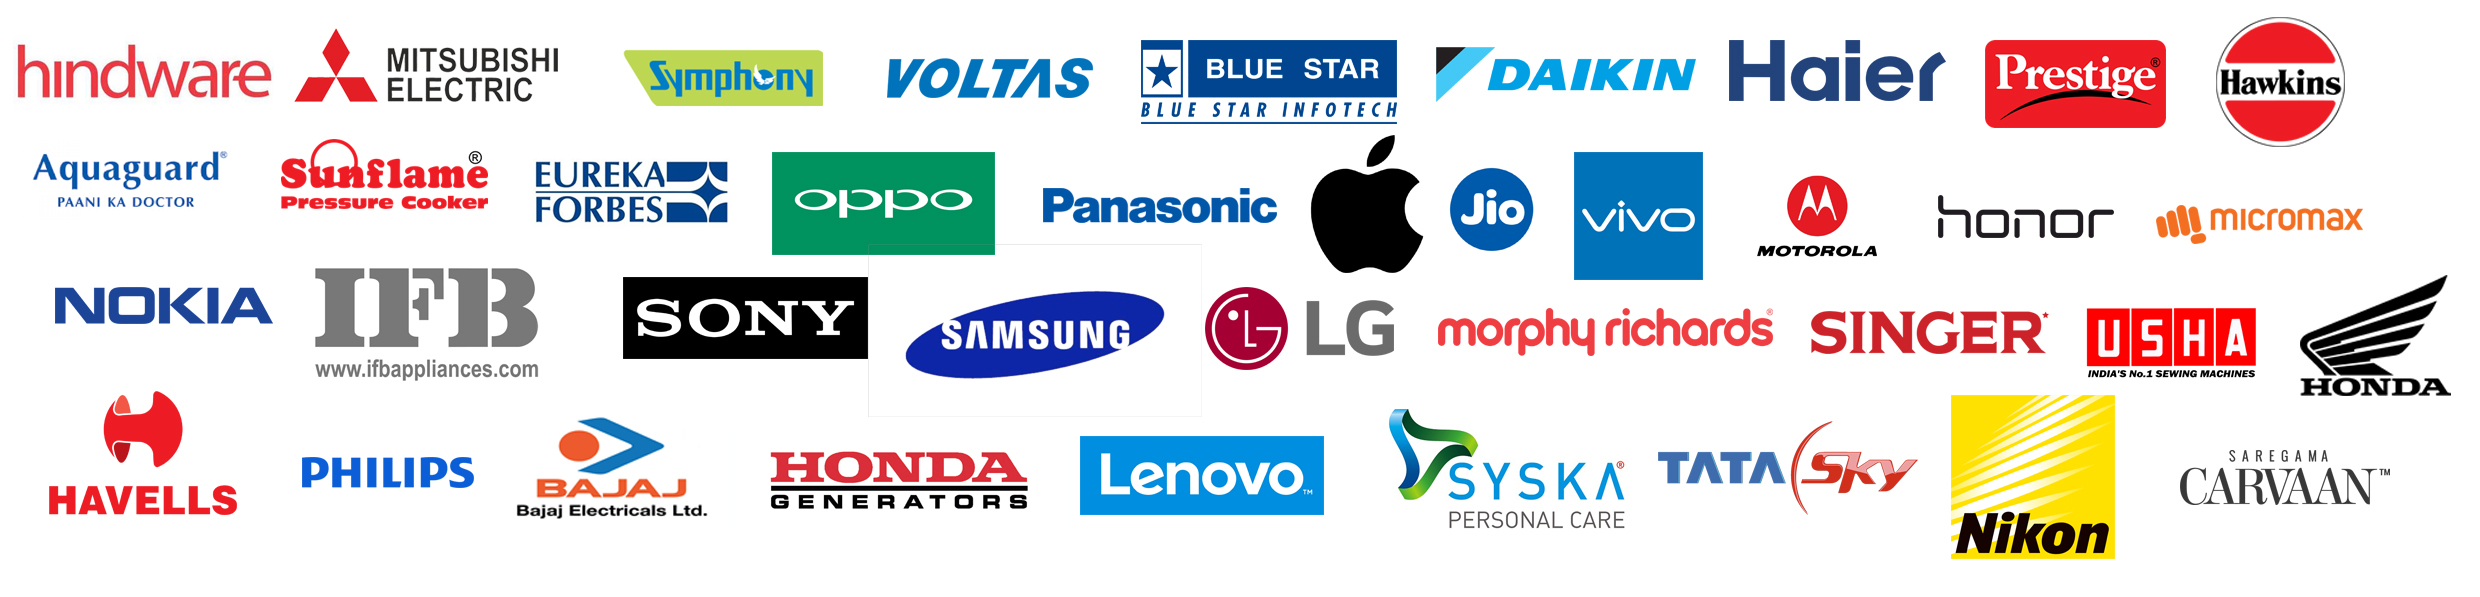 hindware
MITSUBISHI
ELECTRIC
Symphony
VOLTAS
BLUE STAR
BLUE STAR INFOTECH
DAIKIN
Haier
Prestige®
Hawkins
Aquaguard®
PAANI KA DOCTOR
Sunflame®
Pressure Cooker
EUREKA
FORBES
oppo
Panasonic
Jio
vivo
MOTOROLA
honor
micromax
NOKIA
IFB
www.ifbappliances.com
SONY
SAMSUNG
LG
morphy richards®
SINGER
USHA
INDIA'S No.1 SEWING MACHINES
HONDA
HAVELLS
PHILIPS
BAJAJ
Bajaj Electricals Ltd.
HONDA
GENERATORS
Lenovo™
SYSKA®
PERSONAL CARE
TATA Sky
Nikon
SAREGAMA
CARVAAN™